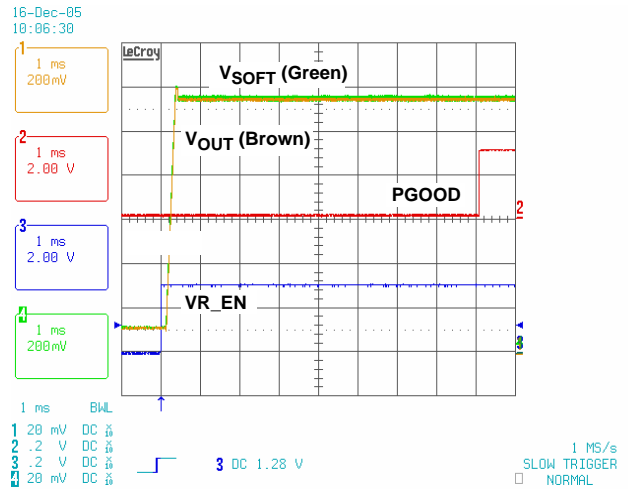 16-Dec-05
10:06:30
1
1 ms
200mV
LeCroy
VSOFT (Green)
VOUT (Brown)
2
1 ms
2.00 V
PGOOD
2
3
1 ms
2.00 V
VR_EN
4
1 ms
200mV
3
1 ms BWL
1 20 mV DC
2 .2 V DC
3 .2 V DC
4 20 mV DC
3 DC 1.28 V
1 MS/s
SLOW TRIGGER
NORMAL